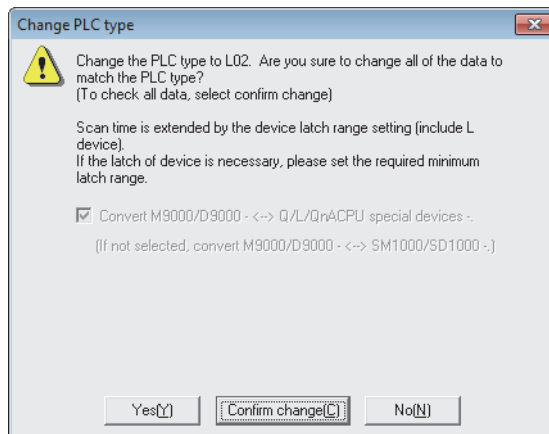 Change PLC type
Change the PLC type to L02. Are you sure to change all of the data to
match the PLC type?
(To check all data, select confirm change)
Scan time is extended by the device latch range setting (include L
device).
If the latch of device is necessary, please set the required minimum
latch range.
Convert M9000/D9000 - <--> Q/L/QnACPU special devices -.
(If not selected, convert M9000/D9000 - <--> SM1000/SD1000 -.)
Yes(Y) Confirm change(C) No(N)